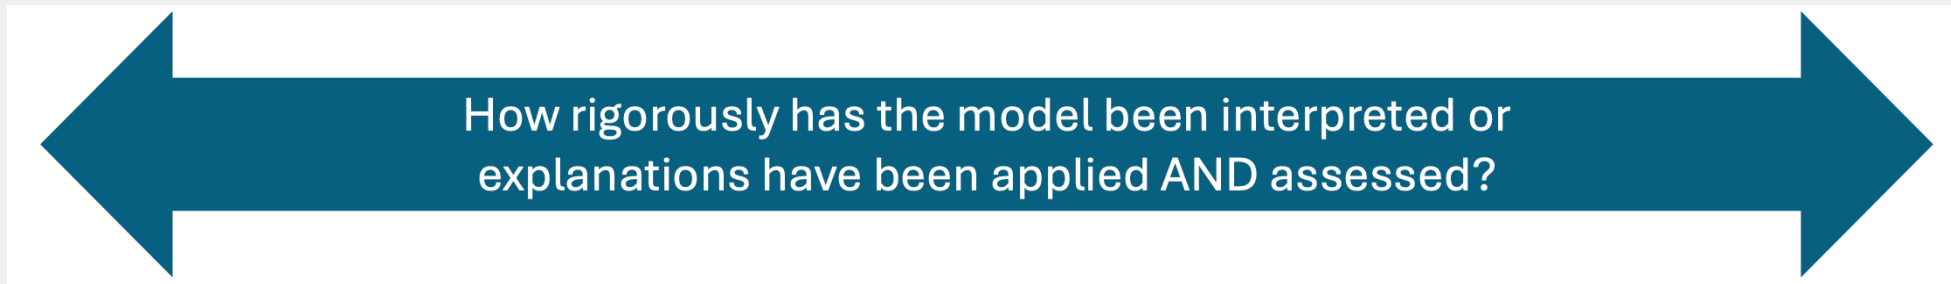 How rigorously has the model been interpreted or
explanations have been applied AND assessed?